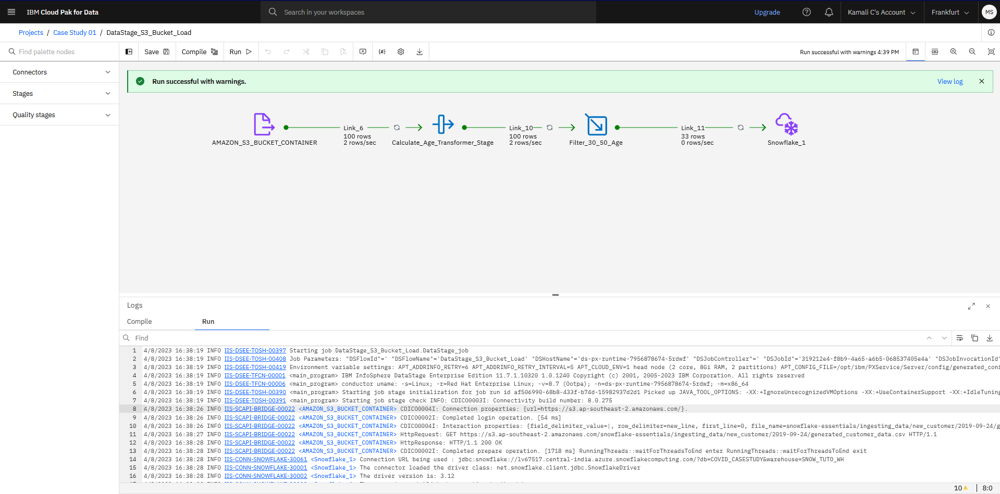 IBM Cloud Pak for Data
Search in your workspaces
Upgrade
Kamali C's Account
Frankfurt
MS
Projects / Case Study 01 / DataStage_S3_Bucket_Load
Find palette nodes
Save
Compile
Run
Run successful with warnings 4:39 PM
Connectors
Stages
Quality stages
Run successful with warnings.
View log
AMAZON_S3_BUCKET_CONTAINER
Link_6
100 rows
2 rows/sec
Calculate_Age_Transformer_Stage
Link_10
100 rows
2 rows/sec
Filter_30_50_Age
Link_11
33 rows
0 rows/sec
Snowflake_1
Logs
Compile
Run
Find
1 4/8/2023 16:38:19 INFO IIS-DSEE-TOSH-00397 Starting job DataStage_S3_Bucket_Load.DataStage_job
2 4/8/2023 16:38:19 INFO IIS-DSEE-TOSH-00408 Job Parameters: "DSFlowId"=' "DSFlowName"='DataStage_S3_Bucket_Load' "DSHostName"='ds-px-runtime-7956878674-5rdwf' "DSJobController"=' "DSJobId"='319212e4-f8b9-4a65-a6b5-068537405e4a' "DSJobInvocationId'
3 4/8/2023 16:38:19 INFO IIS-DSEE-TOSH-00419 Environment variable settings: APT_ADDRINFO_RETRY=6 APT_ADDRINFO_RETRY_INTERVAL=5 APT_CLOUD_ENV=1 head node (2 core, 8Gi RAM, 2 partitions) APT_CONFIG_FILE=/opt/ibm/PXService/Server/config/generated_con
4 4/8/2023 16:38:19 INFO IIS-DSEE-TFCN-00001 <main_program> IBM InfoSphere DataStage Enterprise Edition 11.7.1.10320 1.0.1240 Copyright (c) 2001, 2005-2023 IBM Corporation. All rights reserved
5 4/8/2023 16:38:19 INFO IIS-DSEE-TFCN-00006 <main_program> conductor uname: -s=Linux; -r=Red Hat Enterprise Linux; -v=8.7 (Ootpa); -n=ds-px-runtime-7956878674-5rdwf; -m=x86_64
6 4/8/2023 16:38:19 INFO IIS-DSEE-TOSH-00390 <main_program> Starting job stage initialization for job run id af506990-68b8-433f-b74d-15982937d2d1 Picked up JAVA_TOOL_OPTIONS: -XX:+IgnoreUnrecognizedVMOptions -XX:+UseContainerSupport -XX:+IdleTuning
7 4/8/2023 16:38:19 INFO IIS-DSEE-TOSH-00391 <main_program> Starting job stage check INFO: CDICO0003I: Connectivity build number: 8.0.275
8 4/8/2023 16:38:26 INFO IIS-SCAPI-BRIDGE-00022 <AMAZON_S3_BUCKET_CONTAINER> CDICO0004I: Connection properties: {url=https://s3.ap-southeast-2.amazonaws.com/}.
9 4/8/2023 16:38:26 INFO IIS-SCAPI-BRIDGE-00022 <AMAZON_S3_BUCKET_CONTAINER> CDICO0002I: Completed login operation. [54 ms]
10 4/8/2023 16:38:26 INFO IIS-SCAPI-BRIDGE-00022 <AMAZON_S3_BUCKET_CONTAINER> CDICO0004I: Interaction properties: {field_delimiter_value=|, row_delimiter=new_line, first_line=0, file_name=snowflake-essentials/ingesting_data/new_customer/2019-09-24/g
11 4/8/2023 16:38:27 INFO IIS-SCAPI-BRIDGE-00022 <AMAZON_S3_BUCKET_CONTAINER> HttpRequest: GET https://s3.ap-southeast-2.amazonaws.com/snowflake-essentials/ingesting_data/new_customer/2019-09-24/generated_customer_data.csv HTTP/1.1
12 4/8/2023 16:38:28 INFO IIS-SCAPI-BRIDGE-00022 <AMAZON_S3_BUCKET_CONTAINER> HttpResponse: HTTP/1.1 200 OK
13 4/8/2023 16:38:28 INFO IIS-SCAPI-BRIDGE-00022 <AMAZON_S3_BUCKET_CONTAINER> CDICO0002I: Completed prepare operation. [1718 ms] RunningThreads::waitForThreadsToEnd enter RunningThreads::waitForThreadsToEnd exit
14 4/8/2023 16:38:28 INFO IIS-CONN-SNOWFLAKE-30061 <Snowflake_1> Connection URL being used : jdbc:snowflake://lv67517.central-india.azure.snowflakecomputing.com/?db=COVID_CASESTUDY&warehouse=SNOW_TUTO_WH
15 4/8/2023 16:38:28 INFO IIS-CONN-SNOWFLAKE-30001 <Snowflake_1> The connector loaded the driver class: net.snowflake.client.jdbc.SnowflakeDriver
16 4/8/2023 16:38:28 INFO IIS-CONN-SNOWFLAKE-30002 <Snowflake_1> The driver version is: 3.12
10
8:0